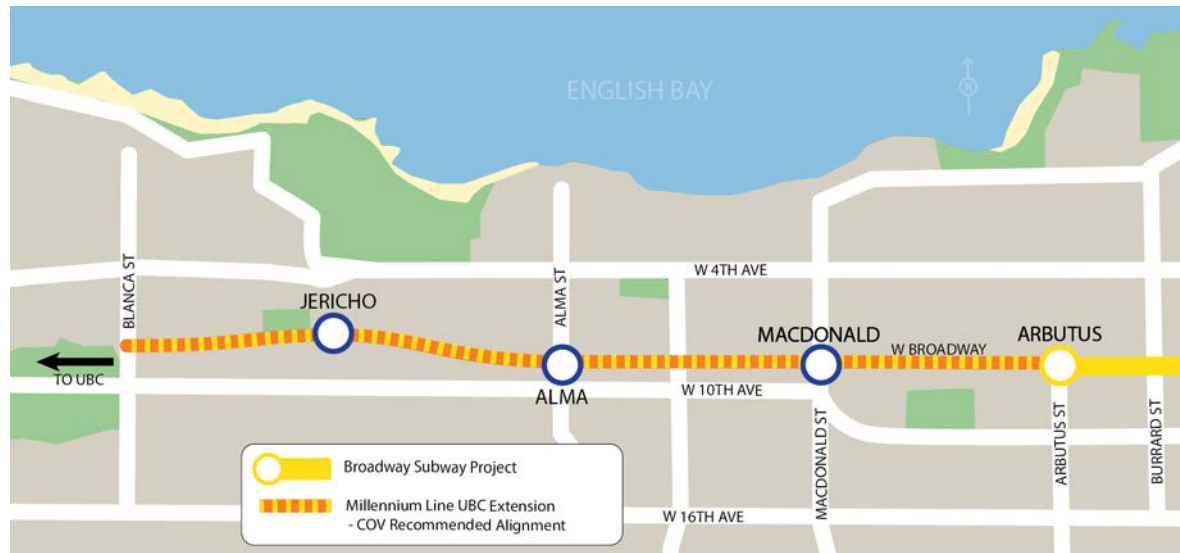 ENGLISH BAY
N
W 4TH AVE
BLANCA ST
JERICHO
ALMA ST
MACDONALD
W BROADWAY
ARBUTUS
TO UBC
ALMA
W 10TH AVE
MACDONALD ST
ARBUTUS ST
BURRARD ST
Broadway Subway Project
Millennium Line UBC Extension
- COV Recommended Alignment
W 16TH AVE